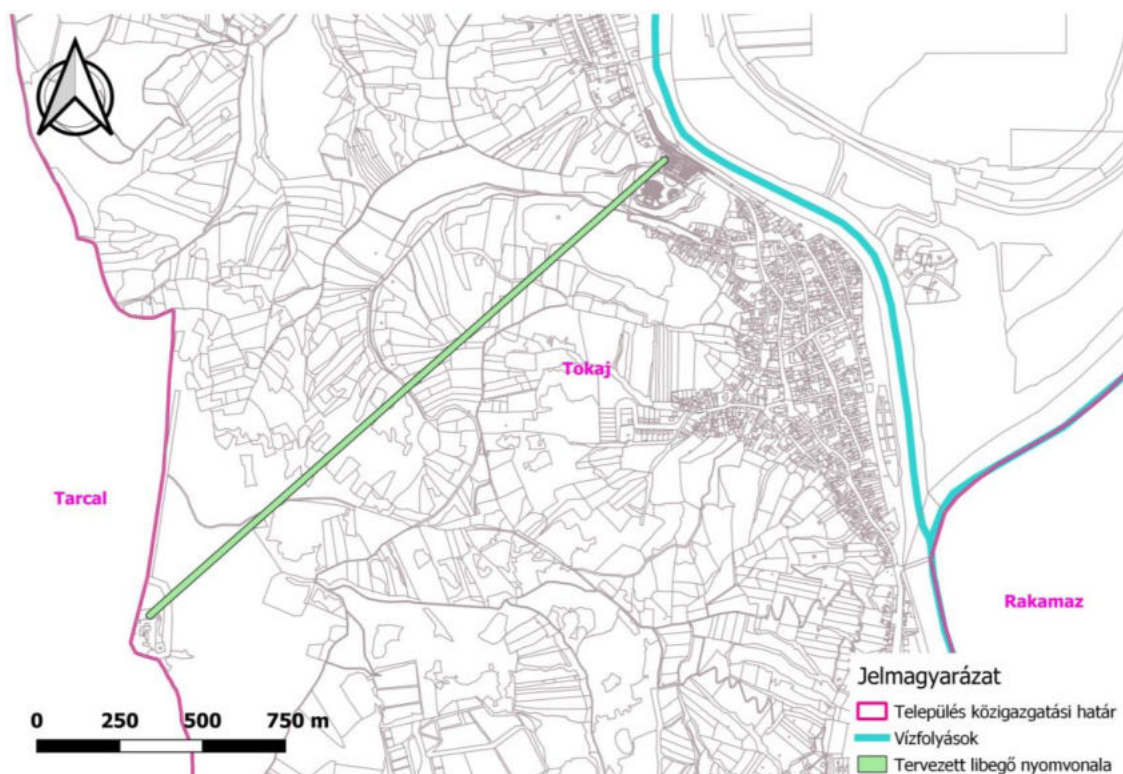 Tokaj
Tarcal
Rakamaz
0 250 500 750 m
Jelmagyarázat
Település közigazgatási határ
Vízfolyások
Tervezett libegő nyomvonala